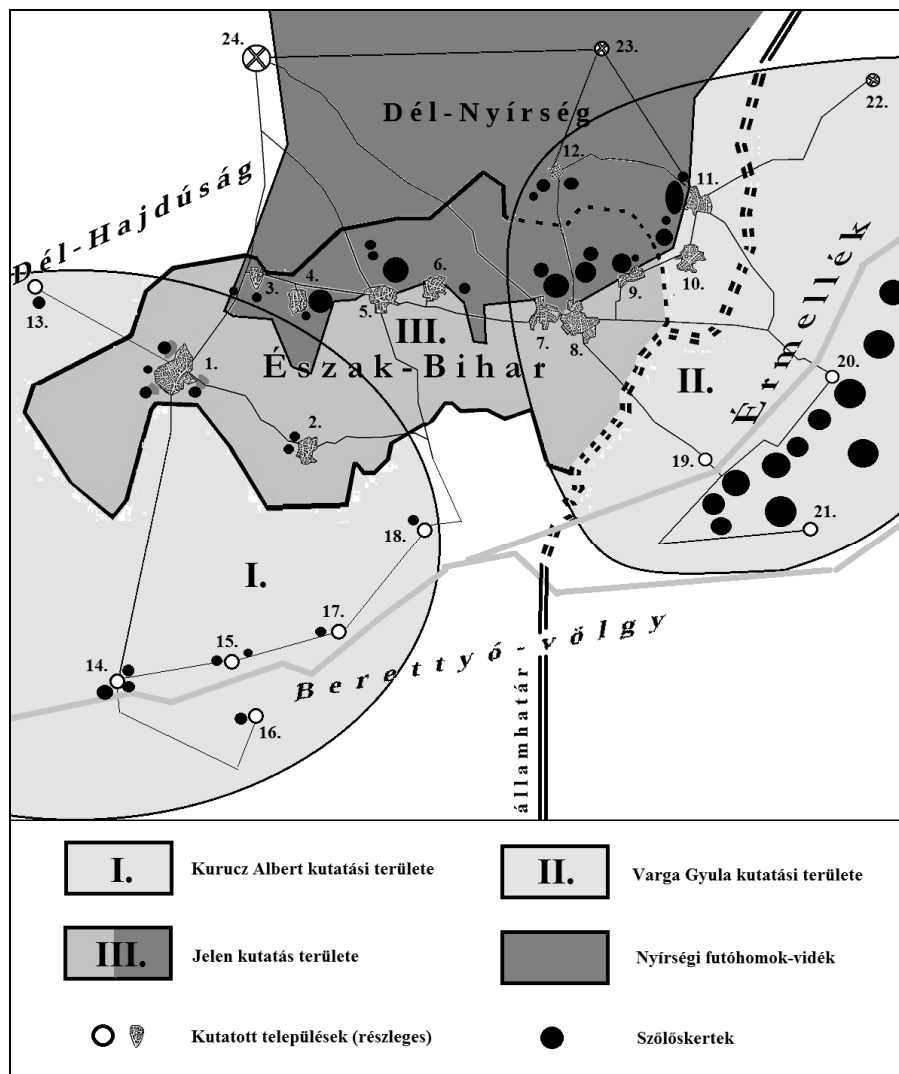 24.
23.
22.
Dél-Nyírség
12.
11.
Dél-Hajdúság
3.
4.
5.
6.
9.
10.
13.
7.
8.
III.
Észak-Bihar
1.
2.
II.
Érmellék
20.
19.
18.
21.
I.
17.
15.
14.
16.
Berettyó-völgy
államhatár
I. Kurucz Albert kutatási területe
II. Varga Gyula kutatási területe
III. Jelen kutatás területe
Nyírségi futóhomok-vidék
Kutatott települések (részleges)
Szőlőskertek